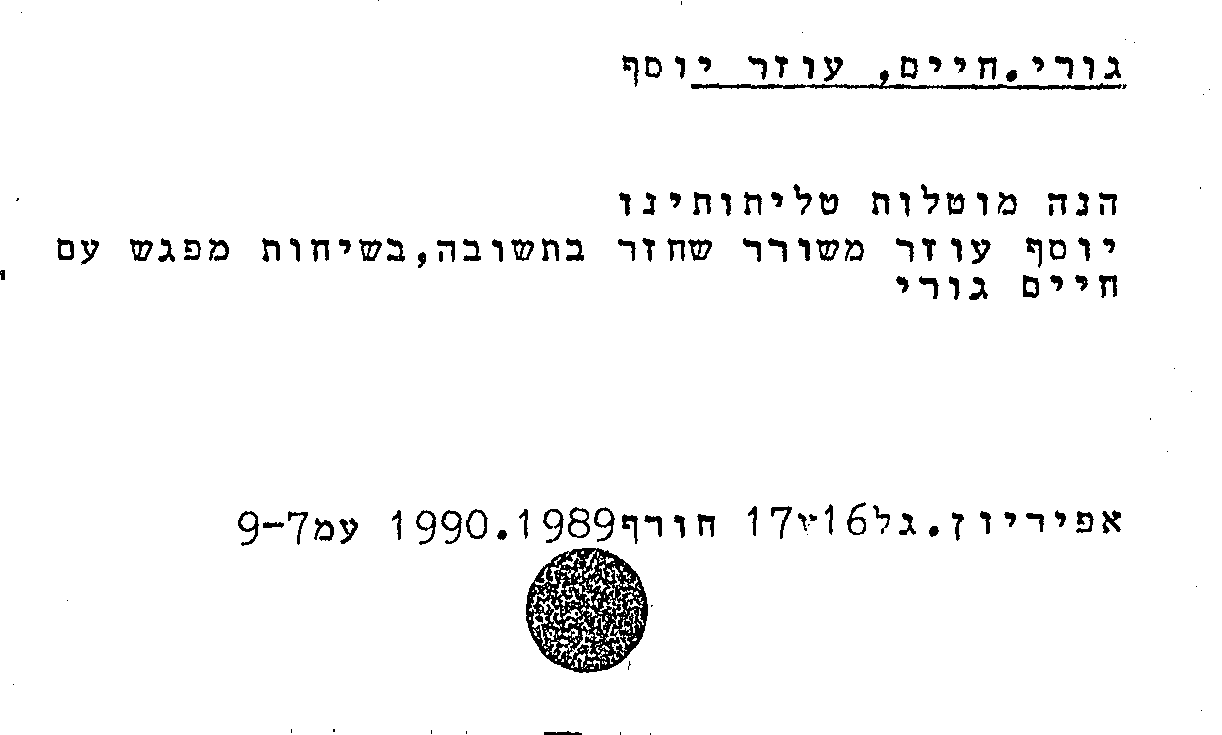 גורי.חיים, עוזר יוסף
הנה מוטלות טליתותינו
יוסף עוזר משורר שחזר בתשובה,בשיחות מפגש עם
חיים גורי
אפיריון.גל16ץ17 חורף1989.1990 עמ7-9